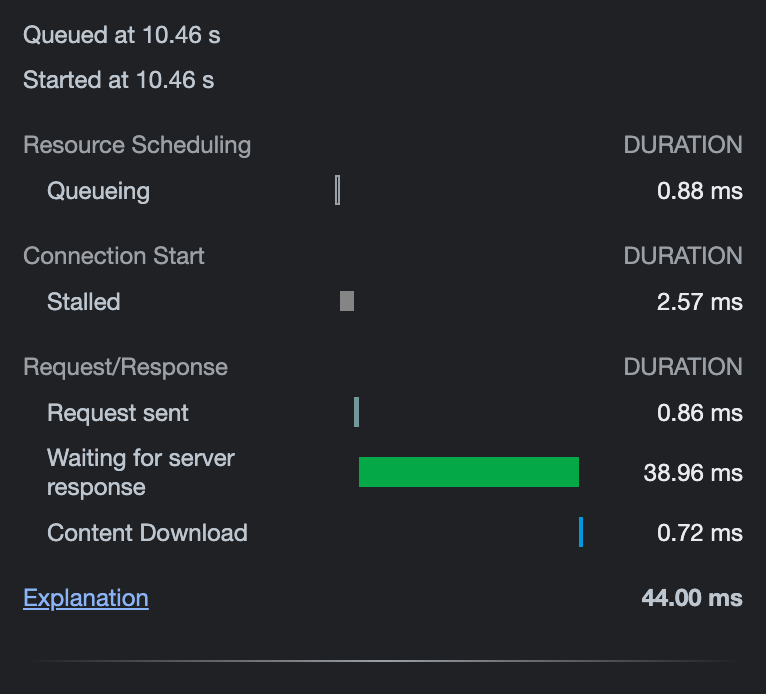 Queued at 10.46 s
Started at 10.46 s
Resource Scheduling DURATION
Queueing 0.88 ms
Connection Start DURATION
Stalled 2.57 ms
Request/Response DURATION
Request sent 0.86 ms
Waiting for server
response 38.96 ms
Content Download 0.72 ms
Explanation 44.00 ms